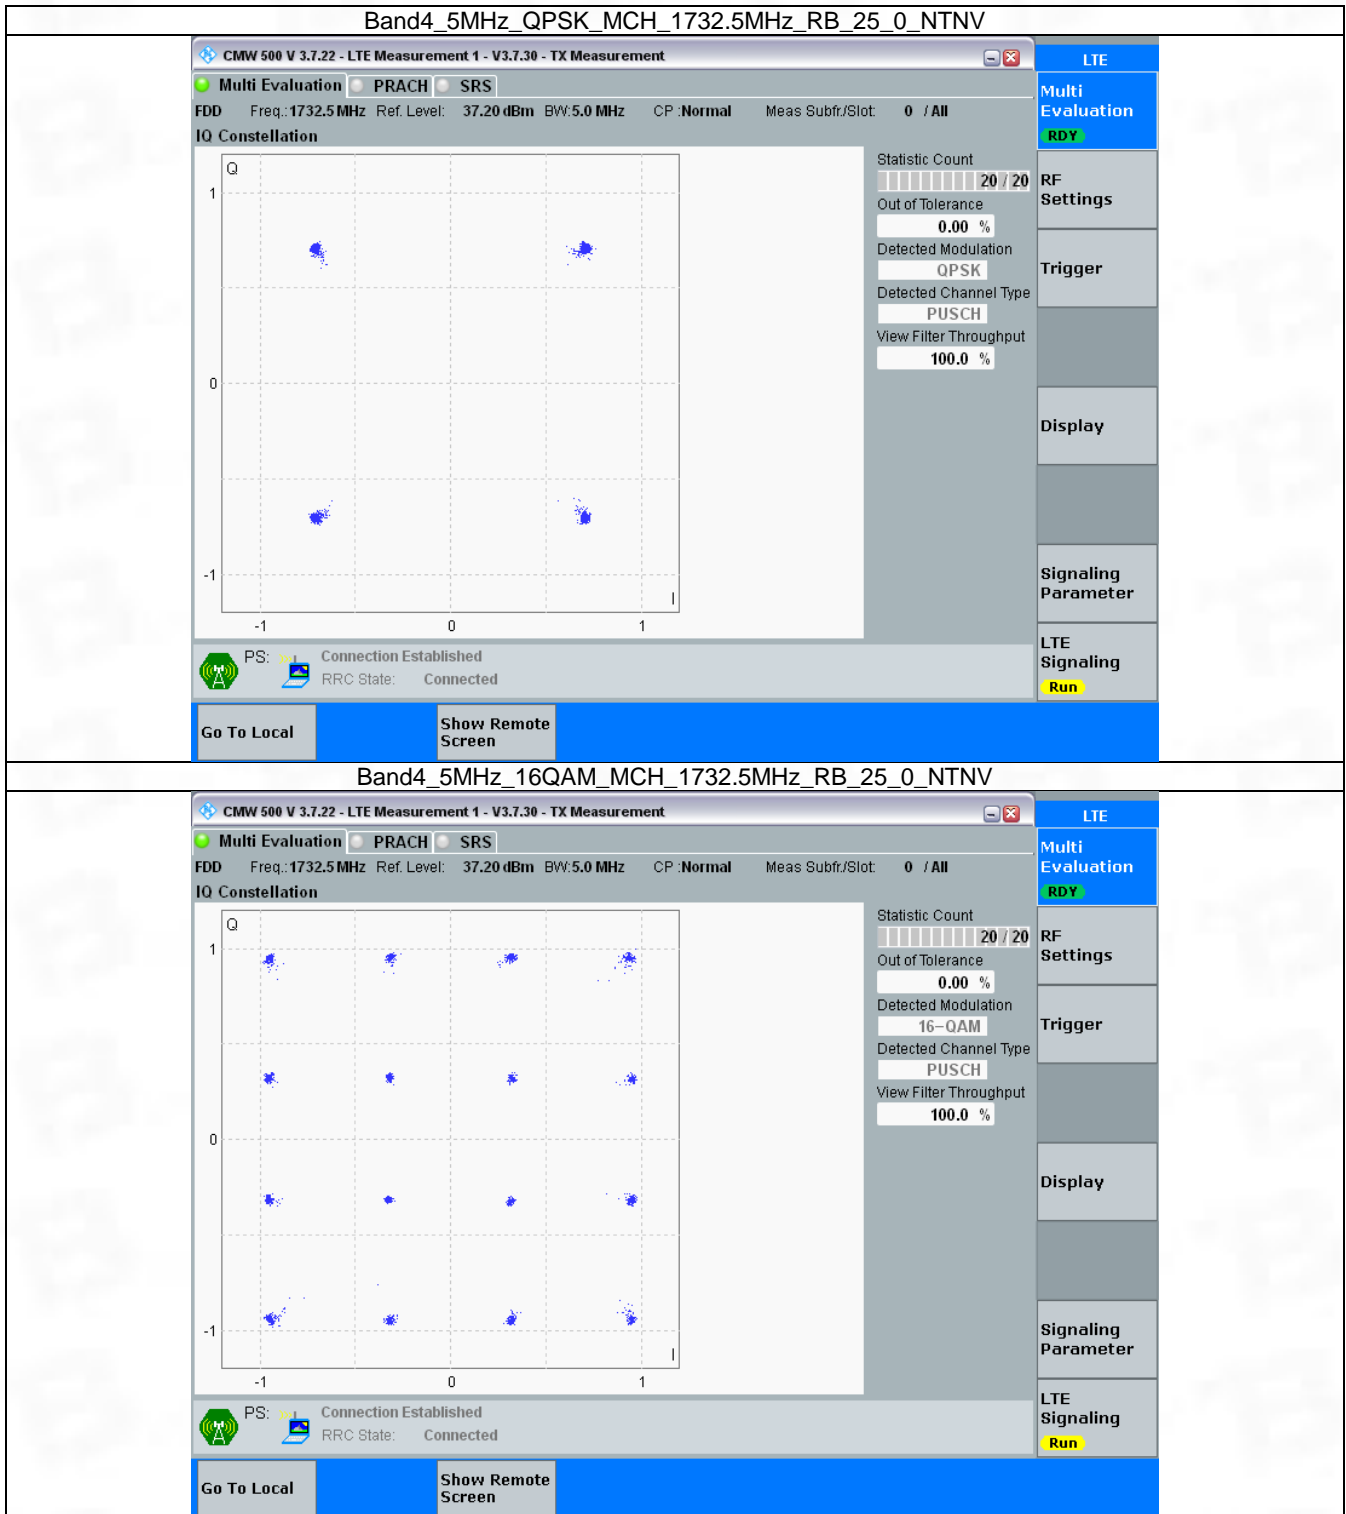 Band4_5MHz_QPSK_MCH_1732.5MHz_RB_25_0_NTNV
CMW 500 V 3.7.22 - LTE Measurement 1 - V3.7.30 - TX Measurement
LTE
Multi Evaluation PRACH SRS
Multi
Evaluation
RDY
FDD Freq.:1732.5 MHz Ref. Level: 37.20 dBm BW:5.0 MHz CP :Normal Meas Subfr./Slot: 0 / All
IQ Constellation
Q
1
0
-1
I
-1 0 1
Statistic Count
20 / 20
Out of Tolerance
0.00 %
Detected Modulation
QPSK
Detected Channel Type
PUSCH
View Filter Throughput
100.0 %
RF
Settings
Trigger
Display
Signaling
Parameter
LTE
Signaling
Run
PS: Connection Established
RRC State: Connected
Go To Local
Show Remote
Screen
Band4_5MHz_16QAM_MCH_1732.5MHz_RB_25_0_NTNV
CMW 500 V 3.7.22 - LTE Measurement 1 - V3.7.30 - TX Measurement
LTE
Multi Evaluation PRACH SRS
Multi
Evaluation
RDY
FDD Freq.:1732.5 MHz Ref. Level: 37.20 dBm BW:5.0 MHz CP :Normal Meas Subfr./Slot: 0 / All
IQ Constellation
Q
1
0
-1
I
-1 0 1
Statistic Count
20 / 20
Out of Tolerance
0.00 %
Detected Modulation
16-QAM
Detected Channel Type
PUSCH
View Filter Throughput
100.0 %
RF
Settings
Trigger
Display
Signaling
Parameter
LTE
Signaling
Run
PS: Connection Established
RRC State: Connected
Go To Local
Show Remote
Screen